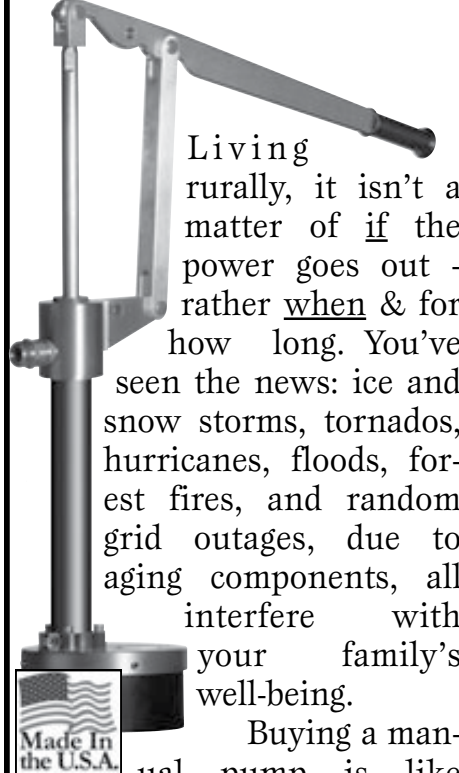 Living
rurally, it isn’t a
matter of if the
power goes out -
rather when & for
how long. You’ve
seen the news: ice and
snow storms, tornados,
hurricanes, floods, for-
est fires, and random
grid outages, due to
aging components, all
interfere with
your family’s
well-being.
Buying a man-
ual pump is like
Made In
the U.S.A.